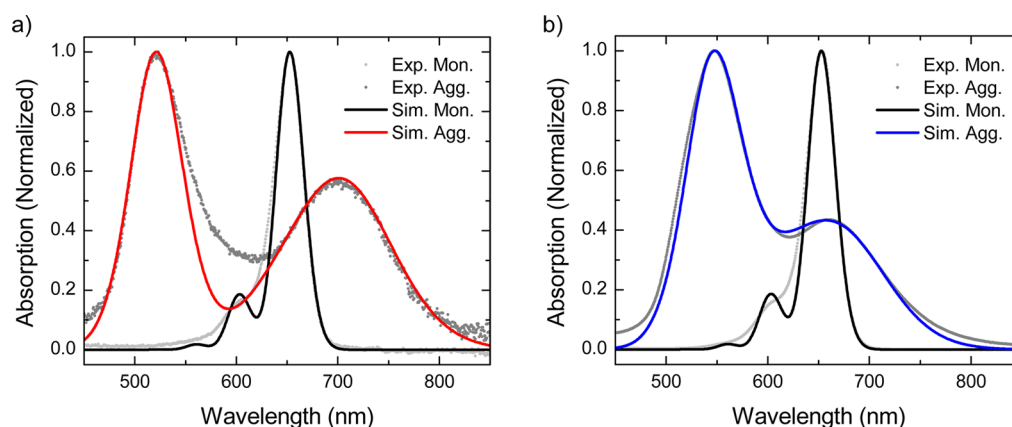 a)
Absorption (Normalized)
1.0
0.8
0.6
0.4
0.2
0.0
Exp. Mon.
Exp. Agg.
Sim. Mon.
Sim. Agg.
500 600 700 800
Wavelength (nm)
b)
Absorption (Normalized)
1.0
0.8
0.6
0.4
0.2
0.0
Exp. Mon.
Exp. Agg.
Sim. Mon.
Sim. Agg.
500 600 700 800
Wavelength (nm)